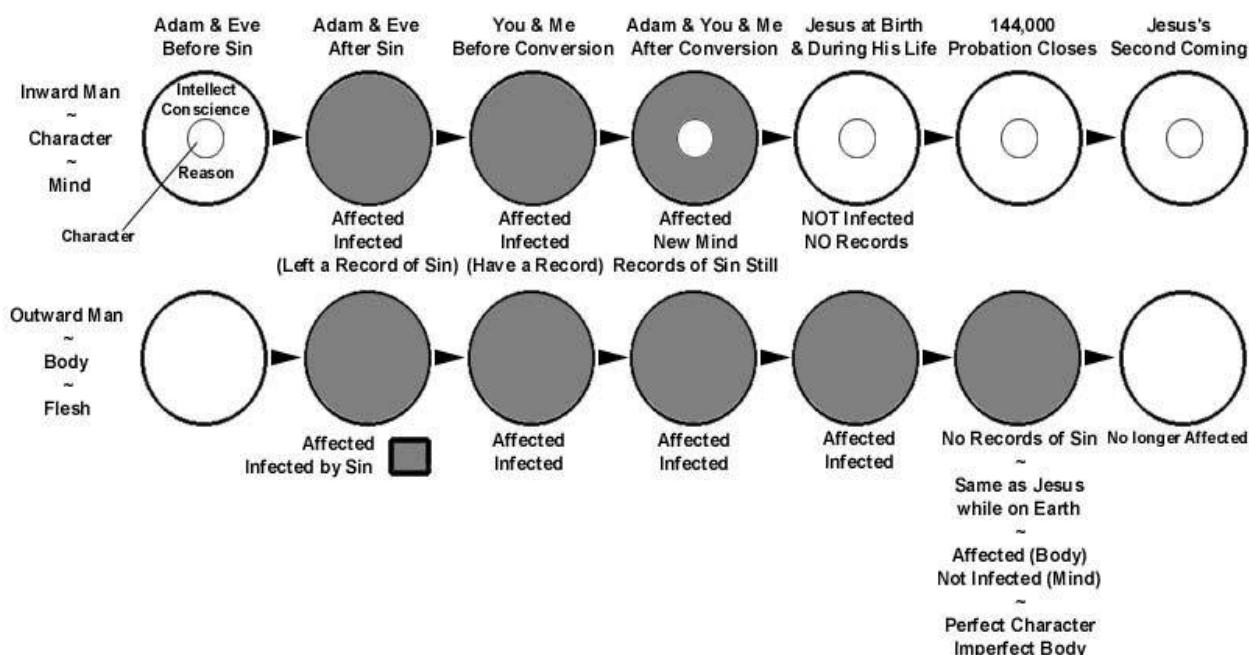 Adam & Eve
Before Sin
Adam & Eve
After Sin
You & Me
Before Conversion
Adam & You & Me
After Conversion
Jesus at Birth
& During His Life
144,000
Probation Closes
Jesus's
Second Coming
Inward Man
~
Character
~
Mind
Intellect
Conscience
Reason
Character
Affected
Infected
(Left a Record of Sin)
Affected
Infected
(Have a Record)
Affected
New Mind
Records of Sin Still
NOT Infected
NO Records
Outward Man
~
Body
~
Flesh
Affected
Infected by Sin
Affected
Infected
Affected
Infected
Affected
Infected
No Records of Sin
~
Same as Jesus
while on Earth
~
Affected (Body)
Not Infected (Mind)
~
Perfect Character
Imperfect Body
No longer Affected